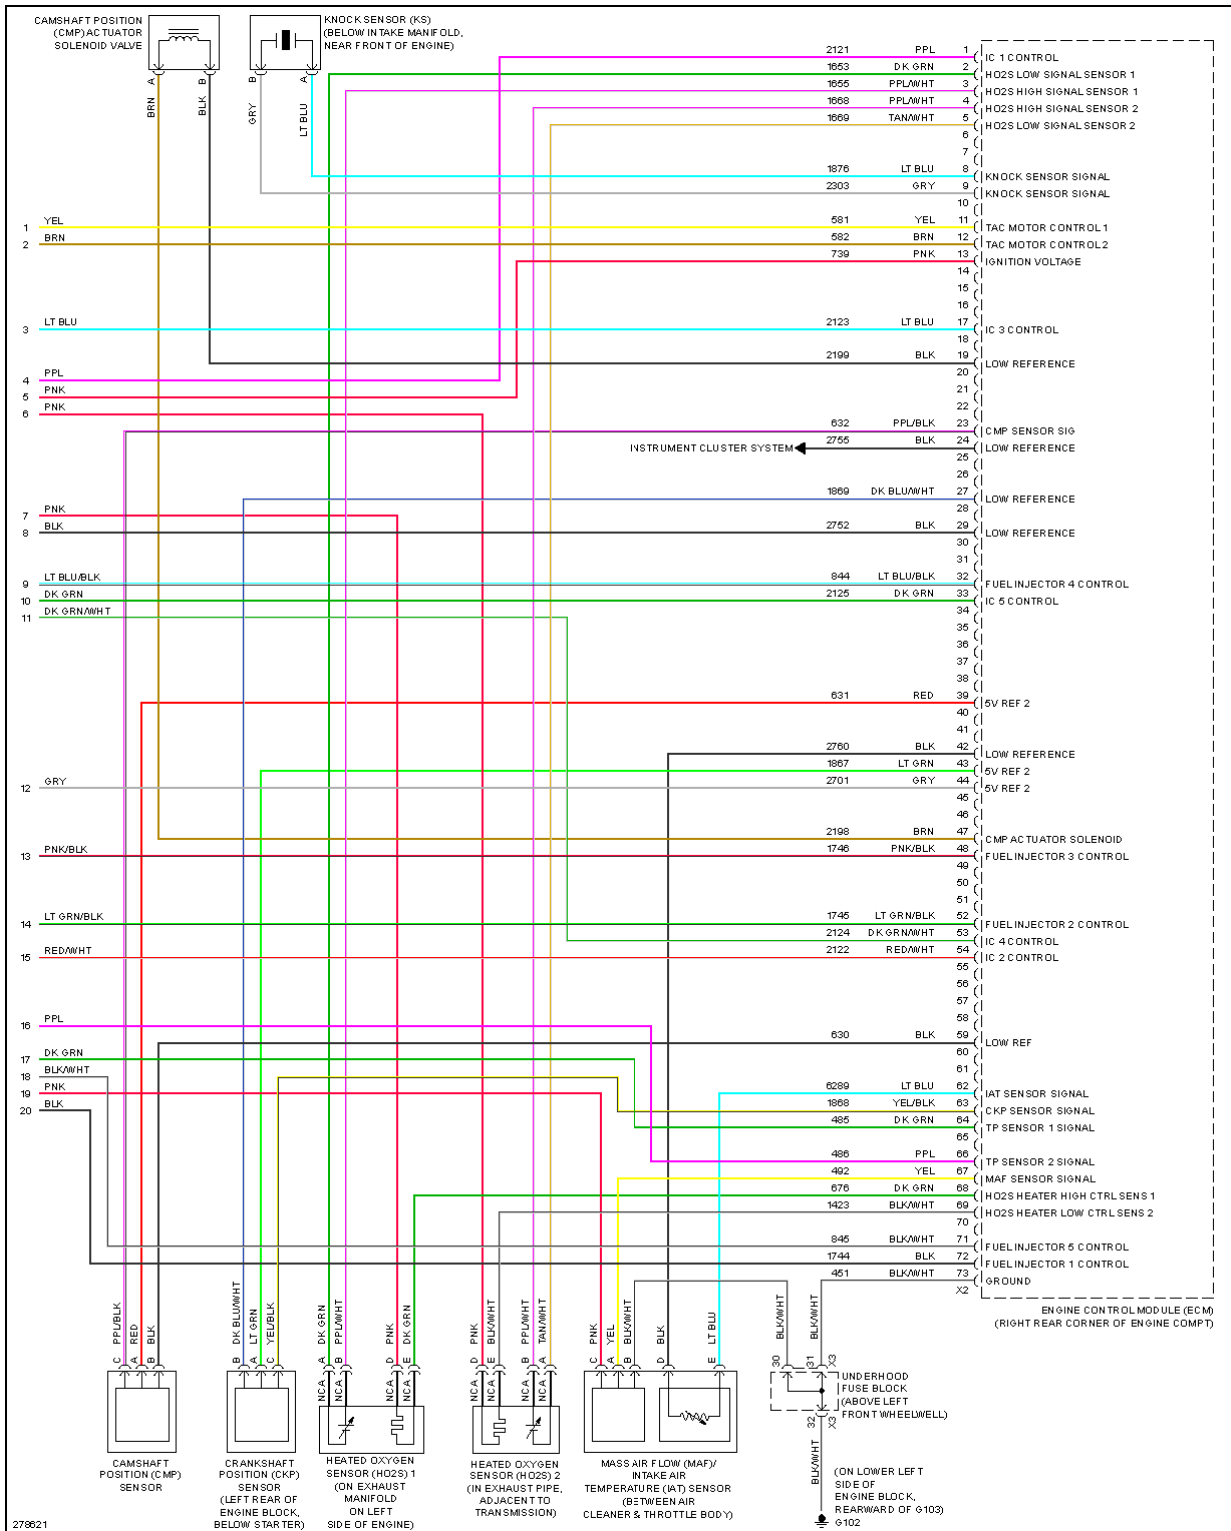 CAMSHAFT POSITION
(CMP) ACTUATOR
SOLENOID VALVE
KNOCK SENSOR (KS)
(BELOW INTAKE MANIFOLD,
NEAR FRONT OF ENGINE)
A
B
B
A
BRN
BLK
GRY
LT BLU
2121 PPL 1 IC 1 CONTROL
1653 DK GRN 2 HO2S LOW SIGNAL SENSOR 1
1655 PPL/WHT 3 HO2S HIGH SIGNAL SENSOR 1
1668 PPL/WHT 4 HO2S HIGH SIGNAL SENSOR 2
1669 TAN/WHT 5 HO2S LOW SIGNAL SENSOR 2
6
7
1876 LT BLU 8 KNOCK SENSOR SIGNAL
2303 GRY 9 KNOCK SENSOR SIGNAL
10
1 YEL 581 YEL 11 TAC MOTOR CONTROL 1
2 BRN 582 BRN 12 TAC MOTOR CONTROL 2
739 PNK 13 IGNITION VOLTAGE
14
15
16
3 LT BLU 2123 LT BLU 17 IC 3 CONTROL
18
2199 BLK 19 LOW REFERENCE
4 PPL 20
5 PNK 21
6 PNK 22
632 PPL/BLK 23 CMP SENSOR SIG
INSTRUMENT CLUSTER SYSTEM 2755 BLK 24 LOW REFERENCE
25
26
1869 DK BLU/WHT 27 LOW REFERENCE
7 PNK 28
8 BLK 2752 BLK 29 LOW REFERENCE
30
31
9 LT BLU/BLK 844 LT BLU/BLK 32 FUEL INJECTOR 4 CONTROL
10 DK GRN 2125 DK GRN 33 IC 5 CONTROL
11 DK GRN/WHT 34
35
36
37
38
631 RED 39 5V REF 2
40
41
2760 BLK 42 LOW REFERENCE
1867 LT GRN 43 5V REF 2
12 GRY 2701 GRY 44 5V REF 2
45
46
2198 BRN 47 CMP ACTUATOR SOLENOID
13 PNK/BLK 1746 PNK/BLK 48 FUEL INJECTOR 3 CONTROL
49
50
51
14 LT GRN/BLK 1745 LT GRN/BLK 52 FUEL INJECTOR 2 CONTROL
2124 DK GRN/WHT 53 IC 4 CONTROL
15 RED/WHT 2122 RED/WHT 54 IC 2 CONTROL
55
56
57
16 PPL 58
630 BLK 59 LOW REF
17 DK GRN 60
18 BLK/WHT 61
19 PNK 6289 LT BLU 62 IAT SENSOR SIGNAL
20 BLK 1868 YEL/BLK 63 CKP SENSOR SIGNAL
485 DK GRN 64 TP SENSOR 1 SIGNAL
65
486 PPL 66 TP SENSOR 2 SIGNAL
492 YEL 67 MAF SENSOR SIGNAL
676 DK GRN 68 HO2S HEATER HIGH CTRL SENS 1
1423 BLK/WHT 69 HO2S HEATER LOW CTRL SENS 2
70
845 BLK/WHT 71 FUEL INJECTOR 5 CONTROL
1744 BLK 72 FUEL INJECTOR 1 CONTROL
451 BLK/WHT 73 GROUND
X2
ENGINE CONTROL MODULE (ECM)
(RIGHT REAR CORNER OF ENGINE COMPT)
C PPL/BLK
A RED
B BLK
CAMSHAFT
POSITION (CMP)
SENSOR
B DK BLU/WHT
A LT GRN
C YEL/BLK
CRANKSHAFT
POSITION (CKP)
SENSOR
(LEFT REAR OF
ENGINE BLOCK,
BELOW STARTER)
A DK GRN
B PPL/WHT
D PNK
E DK GRN
NCA
NCA
NCA
NCA
HEATED OXYGEN
SENSOR (HO2S) 1
(ON EXHAUST
MANIFOLD
ON LEFT
SIDE OF ENGINE)
D PNK
E BLK/WHT
B PPL/WHT
A TAN/WHT
NCA
NCA
NCA
NCA
HEATED OXYGEN
SENSOR (HO2S) 2
(IN EXHAUST PIPE,
ADJACENT TO
TRANSMISSION)
C PNK
A YEL
B BLK/WHT
D BLK
E LT BLU
MASS AIR FLOW (MAF)/
INTAKE AIR
TEMPERATURE (IAT) SENSOR
(BETWEEN AIR
CLEANER & THROTTLE BODY)
30 BLK/WHT
31 BLK/WHT
X3
UNDERHOOD
FUSE BLOCK
(ABOVE LEFT
FRONT WHEELWELL)
32
X3
BLK/WHT
(ON LOWER LEFT
SIDE OF
ENGINE BLOCK,
REARWARD OF G103)
G102
278621